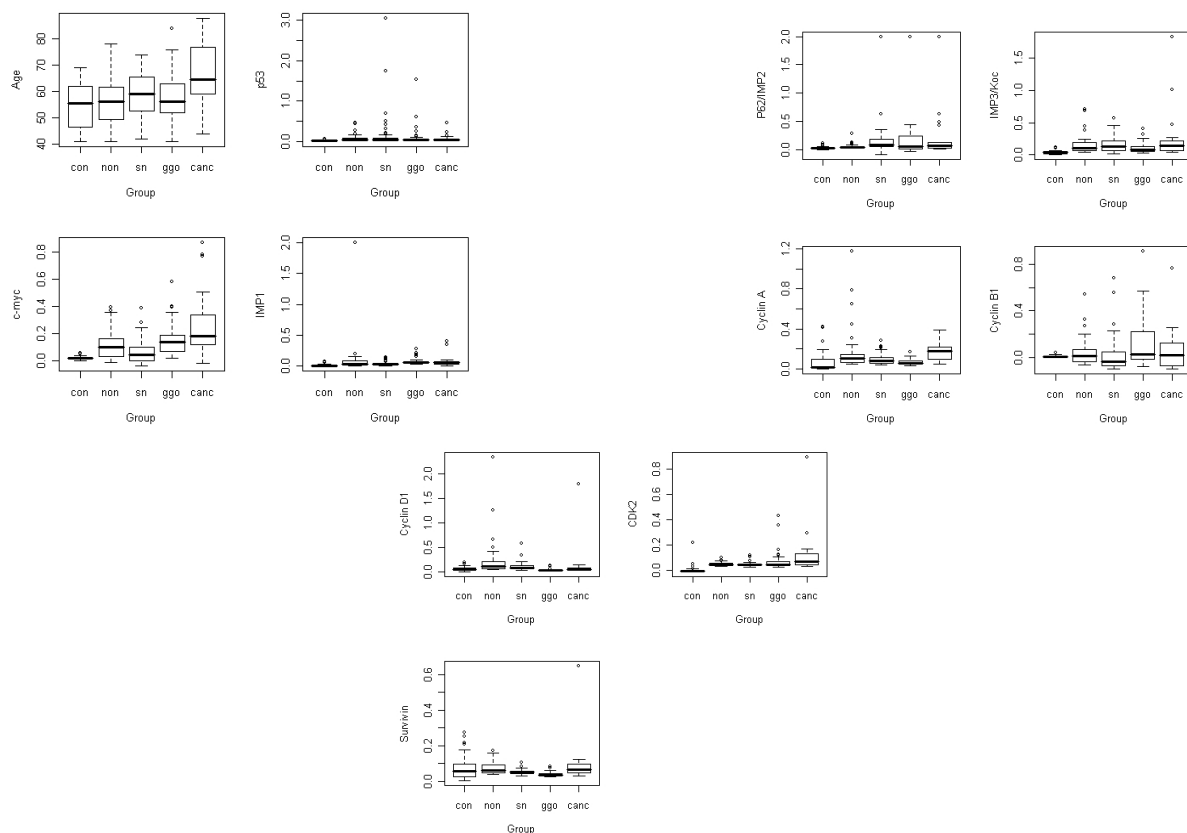 Age
40 50 60 70 80
con non sn ggo canc
Group
p53
0.0 1.0 2.0 3.0
con non sn ggo canc
Group
P62/IMP2
0.0 0.5 1.0 1.5 2.0
con non sn ggo canc
Group
IMP3/Koc
0.0 0.5 1.0 1.5
con non sn ggo canc
Group
c-myc
0.0 0.2 0.4 0.6 0.8
con non sn ggo canc
Group
IMP1
0.0 0.5 1.0 1.5 2.0
con non sn ggo canc
Group
Cyclin A
0.0 0.4 0.8 1.2
con non sn ggo canc
Group
Cyclin B1
0.0 0.4 0.8
con non sn ggo canc
Group
Cyclin D1
0.0 0.5 1.0 1.5 2.0
con non sn ggo canc
Group
CDK2
0.0 0.2 0.4 0.6 0.8
con non sn ggo canc
Group
Survivin
0.0 0.2 0.4 0.6
con non sn ggo canc
Group